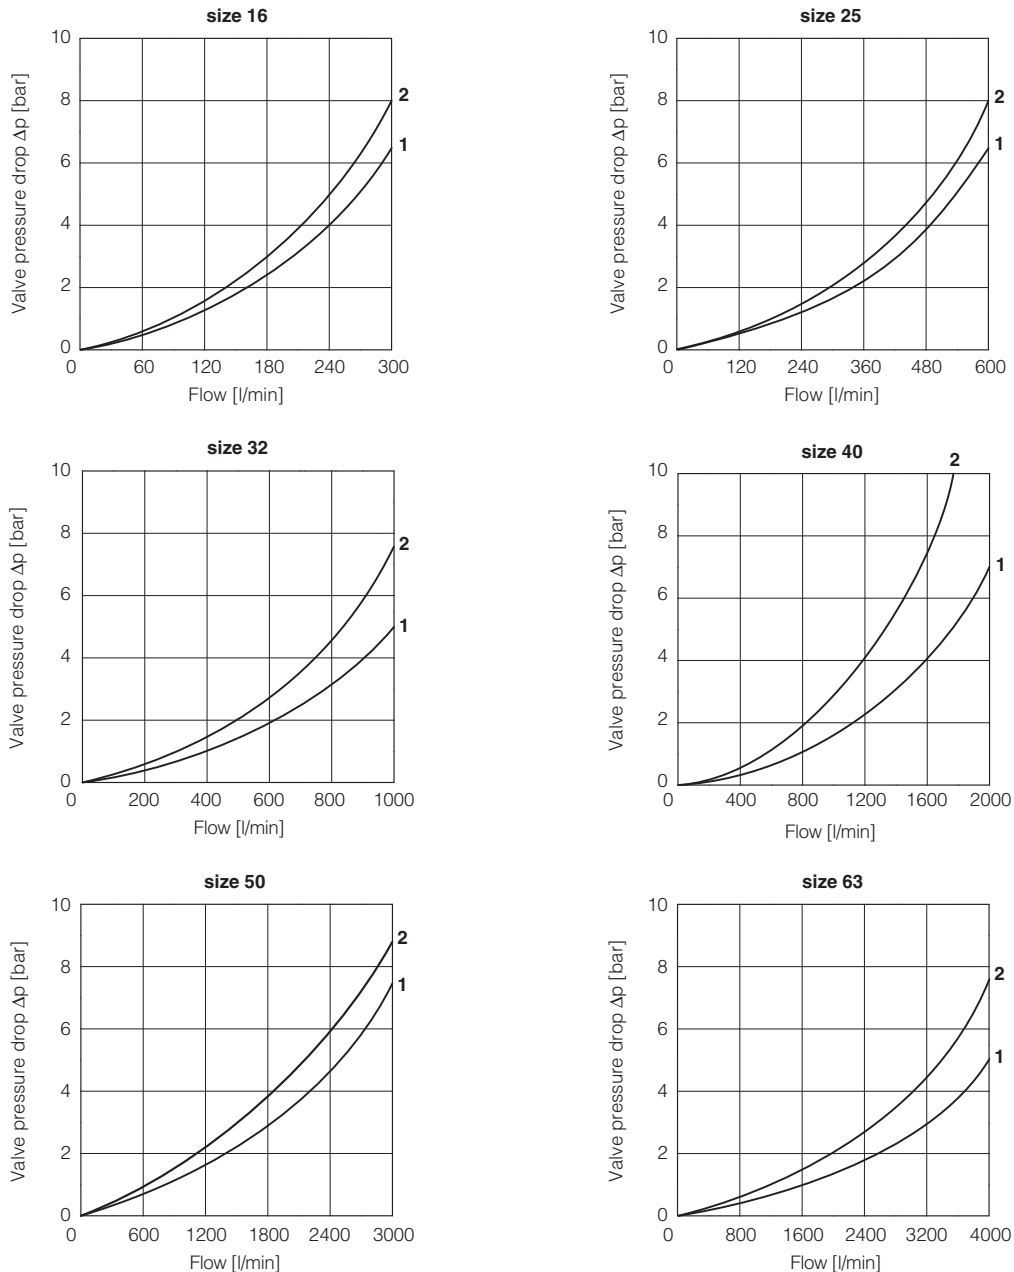 size 16
Valve pressure drop Δp [bar]
10
8
6
4
2
0
2
1
0 60 120 180 240 300
Flow [l/min]
size 25
Valve pressure drop Δp [bar]
10
8
6
4
2
0
2
1
0 120 240 360 480 600
Flow [l/min]
size 32
Valve pressure drop Δp [bar]
10
8
6
4
2
0
2
1
0 200 400 600 800 1000
Flow [l/min]
size 40
Valve pressure drop Δp [bar]
10
8
6
4
2
0
2
1
0 400 800 1200 1600 2000
Flow [l/min]
size 50
Valve pressure drop Δp [bar]
10
8
6
4
2
0
2
1
0 600 1200 1800 2400 3000
Flow [l/min]
size 63
Valve pressure drop Δp [bar]
10
8
6
4
2
0
2
1
0 800 1600 2400 3200 4000
Flow [l/min]